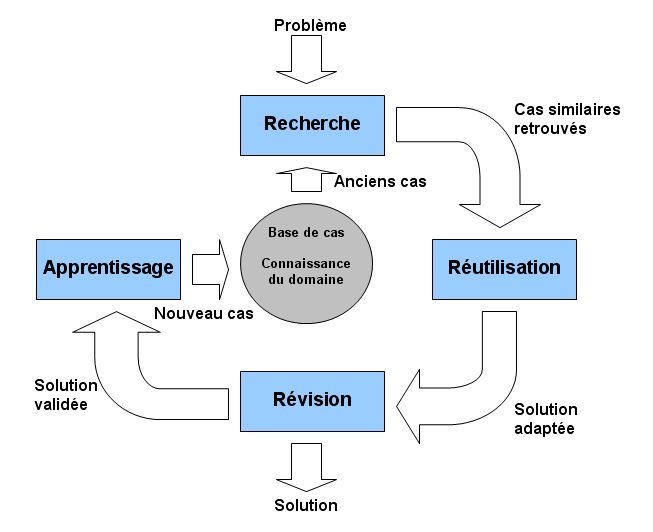 Problème
Recherche
Cas similaires
retrouvés
Anciens cas
Base de cas
Connaissance
du domaine
Apprentissage
Réutilisation
Nouveau cas
Solution
validée
Révision
Solution
adaptée
Solution